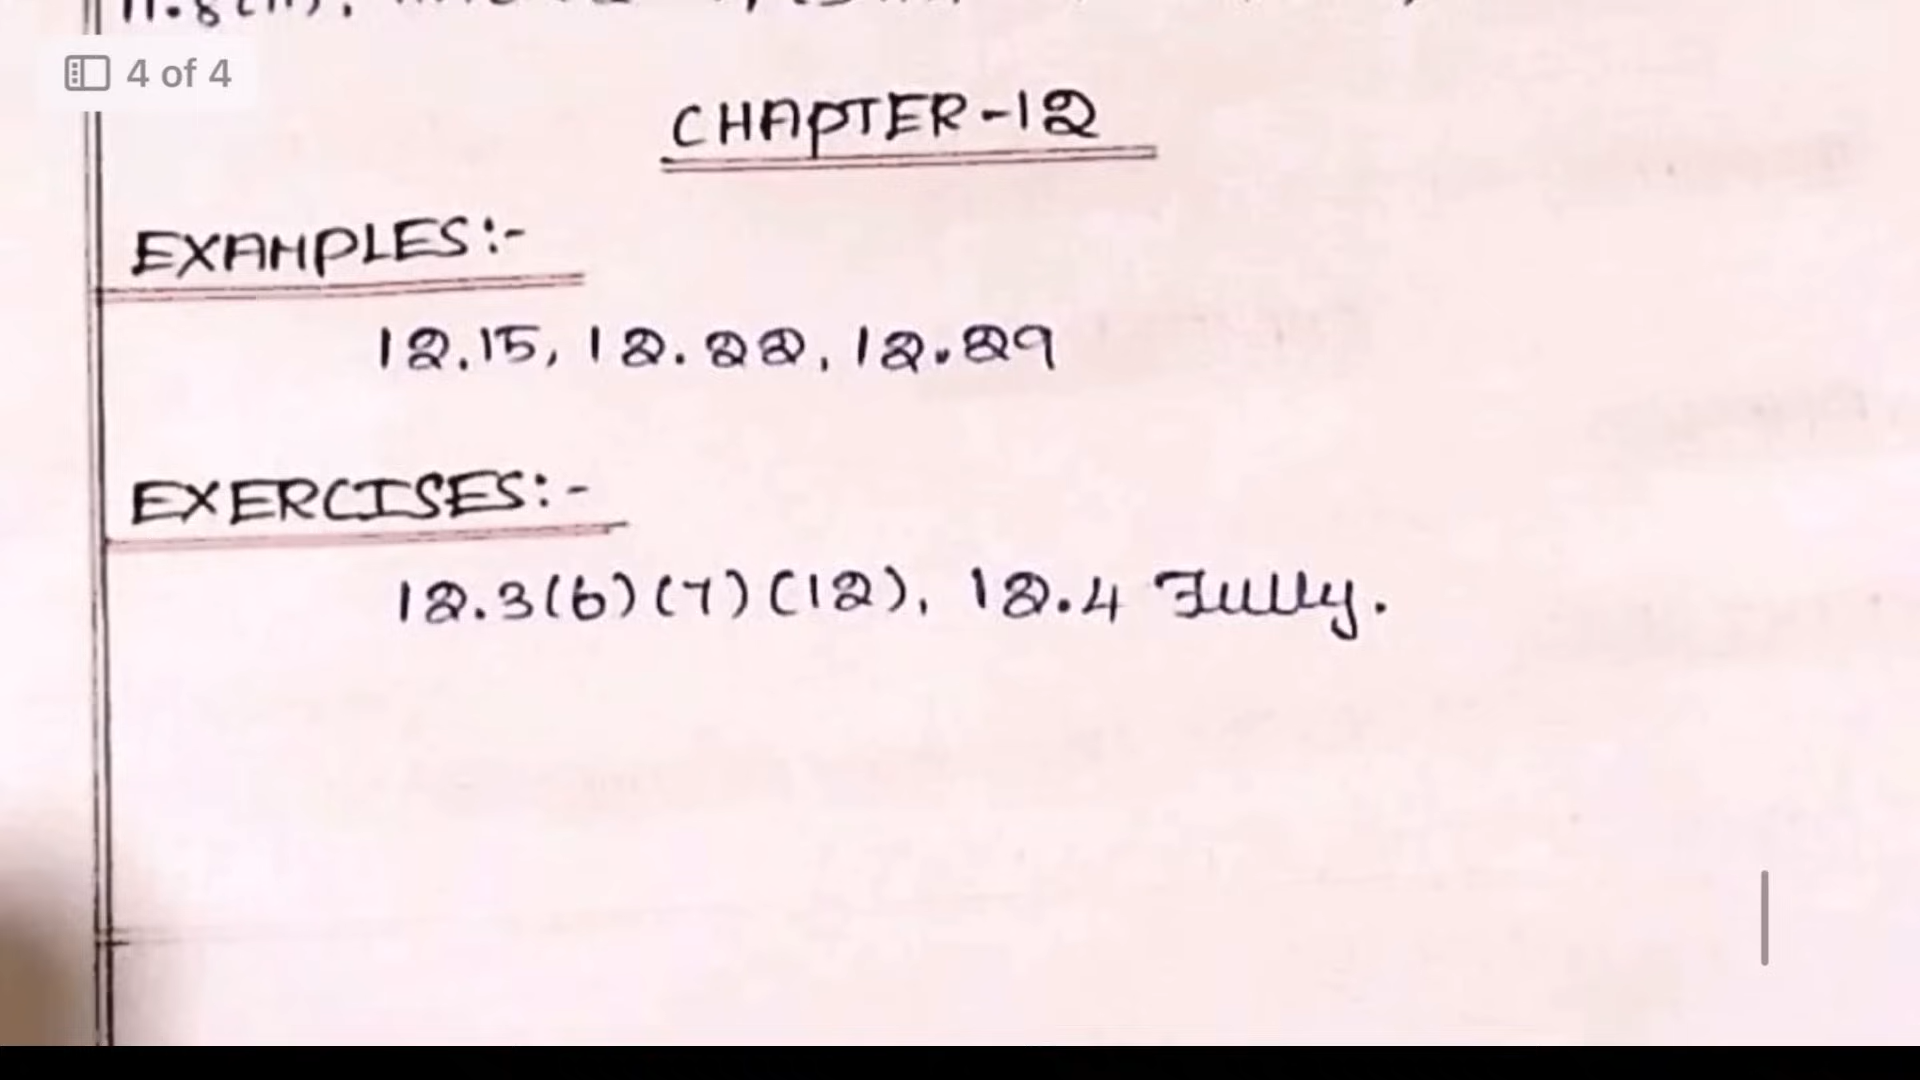 4 of 4
CHAPTER-12
EXAMPLES:-
12.15, 12.22, 12.29
EXERCISES:-
12.3(6)(7)(12), 12.4 Fully.